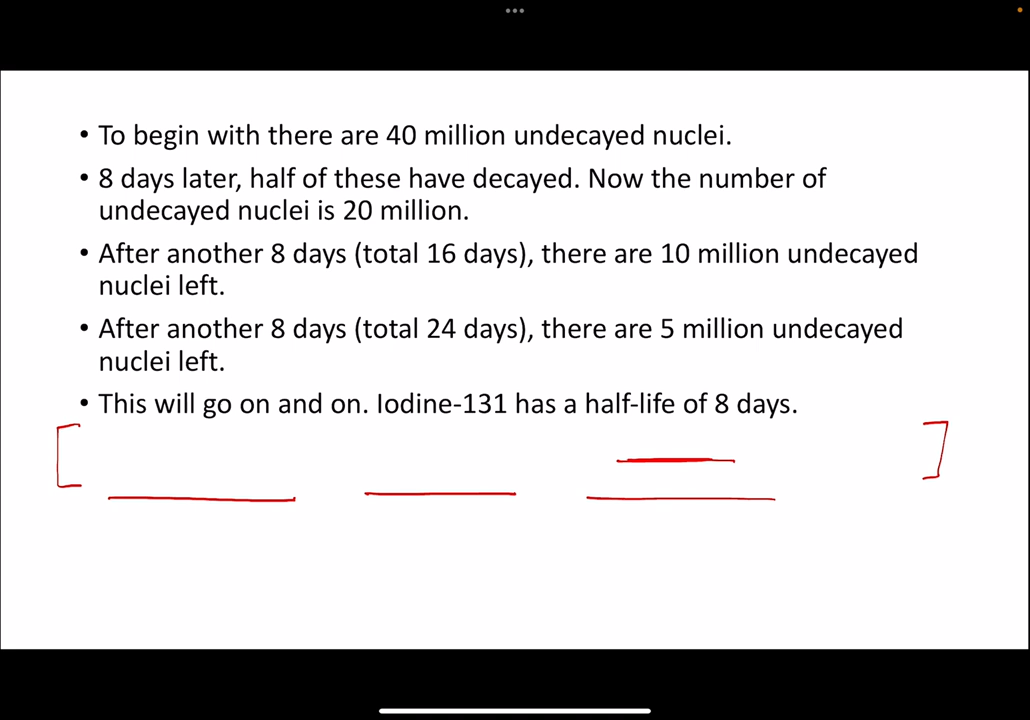 • To begin with there are 40 million undecayed nuclei.
• 8 days later, half of these have decayed. Now the number of
undecayed nuclei is 20 million.
• After another 8 days (total 16 days), there are 10 million undecayed
nuclei left.
• After another 8 days (total 24 days), there are 5 million undecayed
nuclei left.
• This will go on and on. Iodine-131 has a half-life of 8 days.